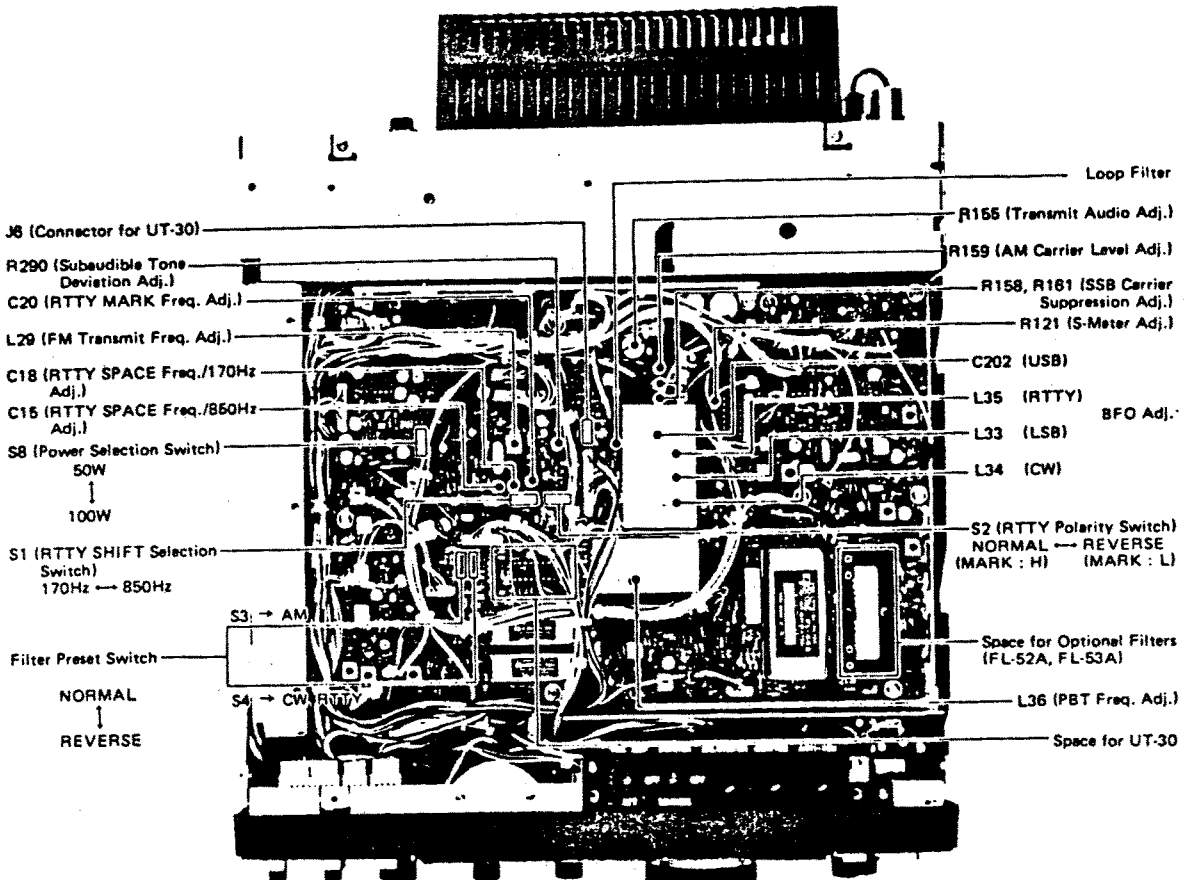 J6 (Connector for UT-30)
R290 (Subaudible Tone
Deviation Adj.)
C20 (RTTY MARK Freq. Adj.)
L29 (FM Transmit Freq. Adj.)
C18 (RTTY SPACE Freq./170Hz
Adj.)
C15 (RTTY SPACE Freq./850Hz
Adj.)
S8 (Power Selection Switch)
50W
↕
100W
S1 (RTTY SHIFT Selection
Switch)
170Hz ↔ 850Hz
S3 → AM
Filter Preset Switch
NORMAL
↕
REVERSE
S4 → CW, RTTY
Loop Filter
R155 (Transmit Audio Adj.)
R159 (AM Carrier Level Adj.)
R158, R161 (SSB Carrier
Suppression Adj.)
R121 (S-Meter Adj.)
C202 (USB)
L35 (RTTY)
BFO Adj.
L33 (LSB)
L34 (CW)
S2 (RTTY Polarity Switch)
NORMAL ↔ REVERSE
(MARK : H) (MARK : L)
Space for Optional Filters
(FL-52A, FL-53A)
L36 (PBT Freq. Adj.)
Space for UT-30